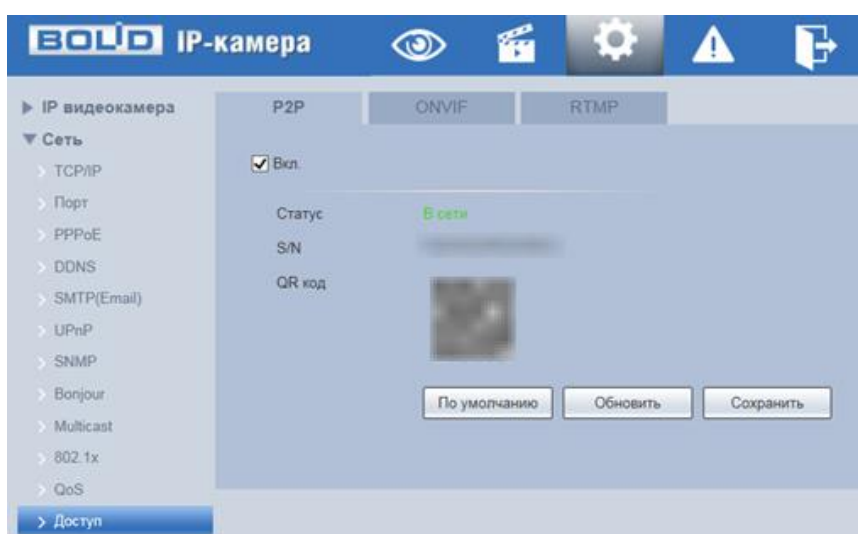 BOLID IP-камера
IP видеокамера
Сеть
TCP/IP
Порт
PPPoE
DDNS
SMTP(Email)
UPnP
SNMP
Bonjour
Multicast
802.1x
QoS
Доступ
P2P ONVIF RTMP
Вкл.
Статус В сети
S/N
QR код
По умолчанию Обновить Сохранить